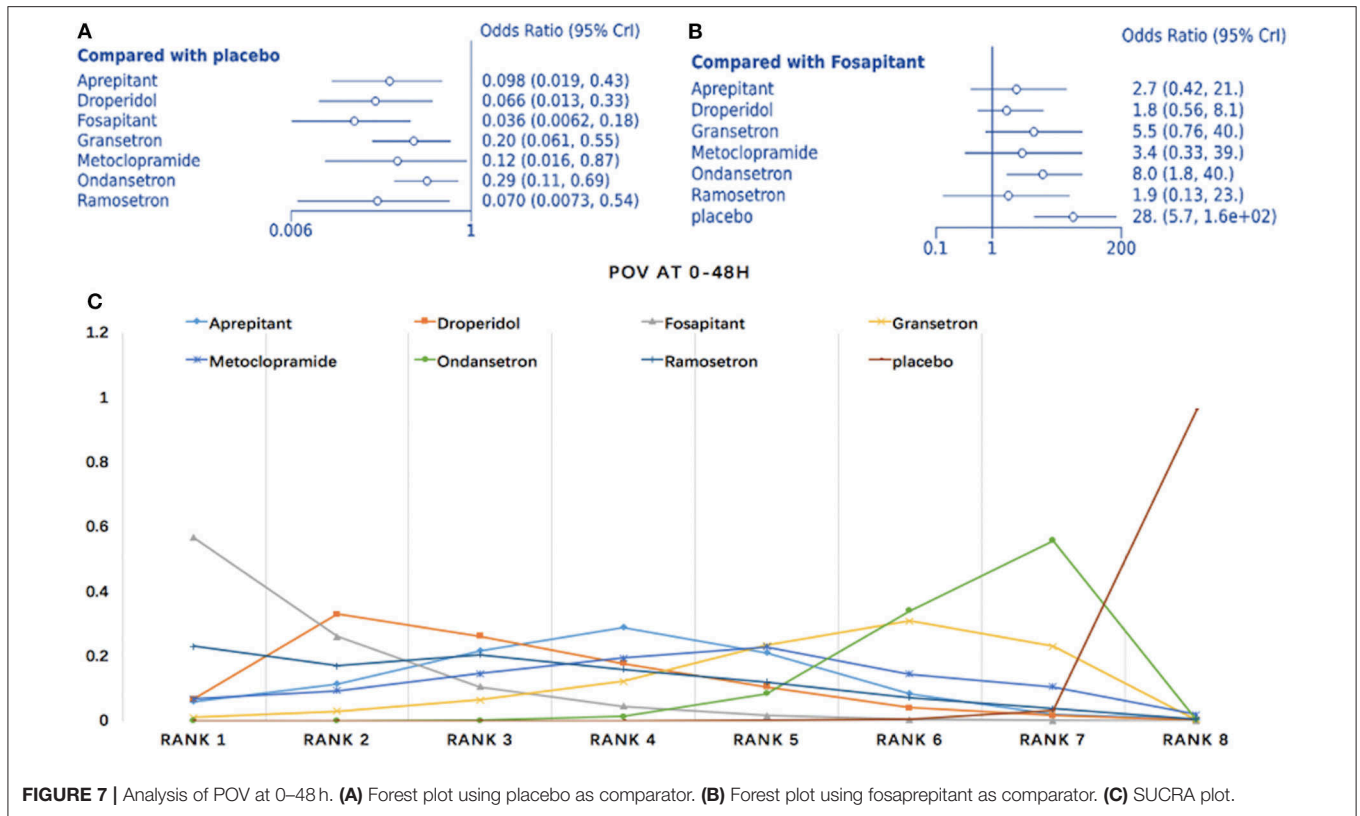 A
Odds Ratio (95% CrI)
Compared with placebo
Aprepitant 0.098 (0.019, 0.43)
Droperidol 0.066 (0.013, 0.33)
Fosapitant 0.036 (0.0062, 0.18)
Gransetron 0.20 (0.061, 0.55)
Metoclopramide 0.12 (0.016, 0.87)
Ondansetron 0.29 (0.11, 0.69)
Ramosetron 0.070 (0.0073, 0.54)
0.006 1
B
Odds Ratio (95% CrI)
Compared with Fosapitant
Aprepitant 2.7 (0.42, 21.)
Droperidol 1.8 (0.56, 8.1)
Gransetron 5.5 (0.76, 40.)
Metoclopramide 3.4 (0.33, 39.)
Ondansetron 8.0 (1.8, 40.)
Ramosetron 1.9 (0.13, 23.)
placebo 28. (5.7, 1.6e+02)
0.1 1 200
POV AT 0-48H
C
Aprepitant Droperidol Fosapitant Gransetron
Metoclopramide Ondansetron Ramosetron placebo
1.2
1
0.8
0.6
0.4
0.2
0
RANK 1 RANK 2 RANK 3 RANK 4 RANK 5 RANK 6 RANK 7 RANK 8
FIGURE 7 | Analysis of POV at 0–48 h. (A) Forest plot using placebo as comparator. (B) Forest plot using fosaprepitant as comparator. (C) SUCRA plot.